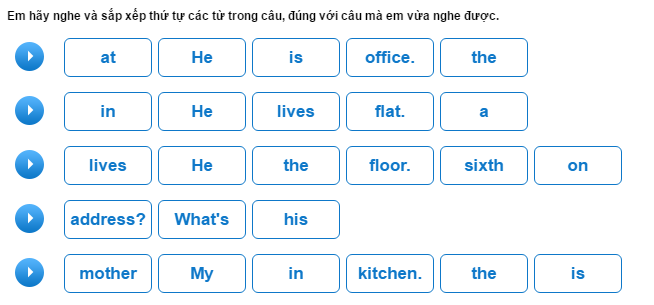 Em hãy nghe và sắp xếp thứ tự các từ trong câu, đúng với câu mà em vừa nghe được.
at He is office. the
in He lives flat. a
lives He the floor. sixth on
address? What's his
mother My in kitchen. the is